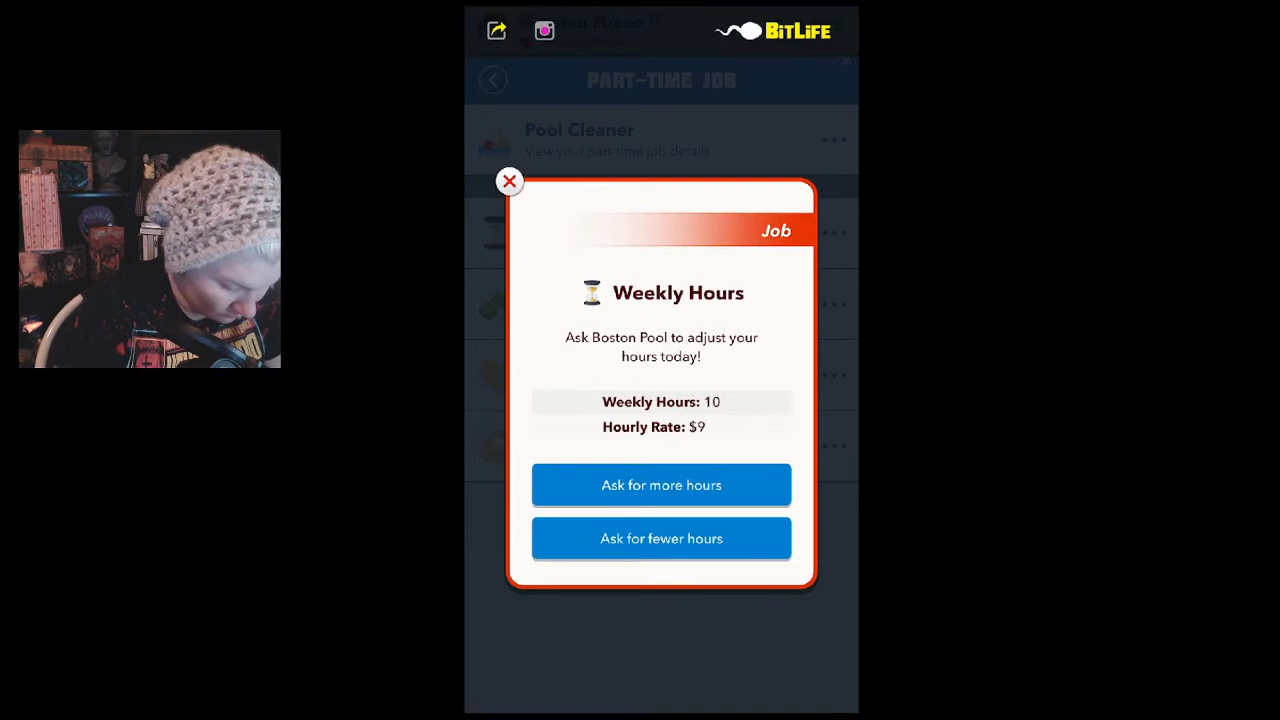 BitLife
PART-TIME JOB
Pool Cleaner
View your part-time job details
Job
Weekly Hours
Ask Boston Pool to adjust your
hours today!
Weekly Hours: 10
Hourly Rate: $9
Ask for more hours
Ask for fewer hours